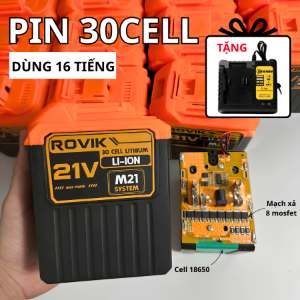 PIN 30CELL
DÙNG 16 TIẾNG
TẶNG
ROVIK
30 CELL LITHIUM
21V
LI-ION
M21
SYSTEM
Mạch xả
8 mosfet
Cell 18650